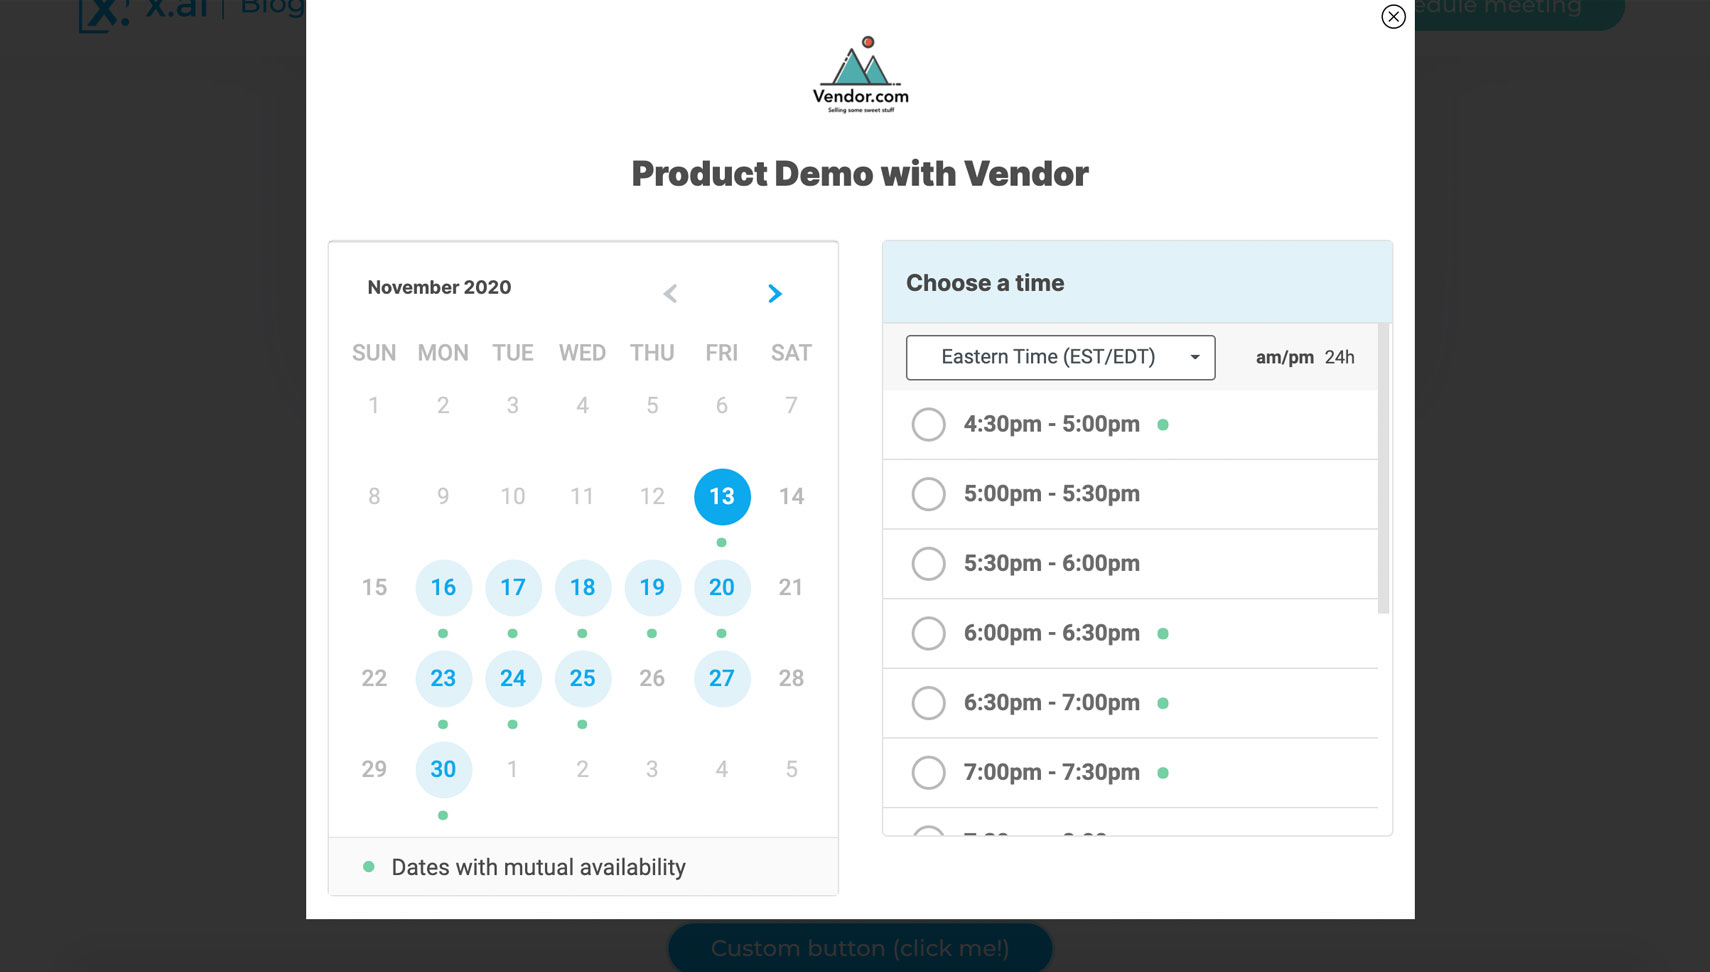 x.ai | Blog
edule meeting
Vendor.com
Selling some sweet stuff
Product Demo with Vendor
November 2020
SUN MON TUE WED THU FRI SAT
1 2 3 4 5 6 7
8 9 10 11 12 13 14
15 16 17 18 19 20 21
22 23 24 25 26 27 28
29 30 1 2 3 4 5
Dates with mutual availability
Choose a time
Eastern Time (EST/EDT) am/pm 24h
4:30pm - 5:00pm
5:00pm - 5:30pm
5:30pm - 6:00pm
6:00pm - 6:30pm
6:30pm - 7:00pm
7:00pm - 7:30pm
Custom button (click me!)